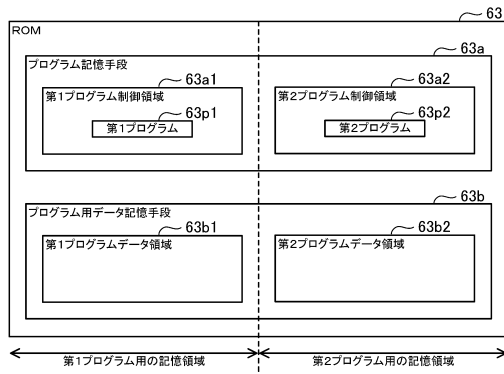 63
ROM
63a
プログラム記憶手段
63a1
63a2
第1プログラム制御領域
第2プログラム制御領域
63p1
63p2
第1プログラム
第2プログラム
63b
プログラム用データ記憶手段
63b1
63b2
第1プログラムデータ領域
第2プログラムデータ領域
第1プログラム用の記憶領域
第2プログラム用の記憶領域